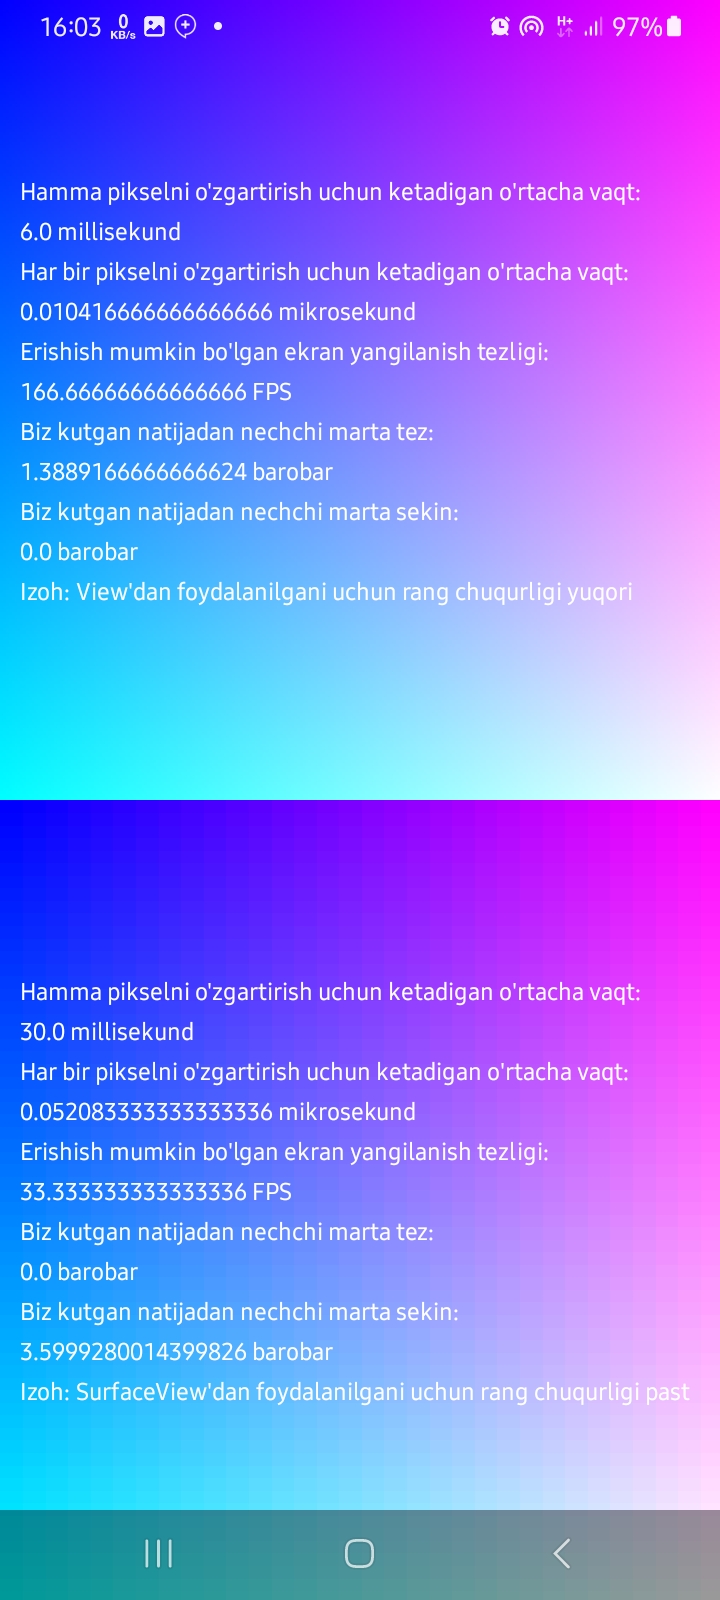 16:03 0 KB/s H+ 97%
Hamma pikselni o'zgartirish uchun ketadigan o'rtacha vaqt:
6.0 millisekund
Har bir pikselni o'zgartirish uchun ketadigan o'rtacha vaqt:
0.010416666666666666 mikrosekund
Erishish mumkin bo'lgan ekran yangilanish tezligi:
166.66666666666666 FPS
Biz kutgan natijadan nechchi marta tez:
1.3889166666666624 barobar
Biz kutgan natijadan nechchi marta sekin:
0.0 barobar
Izoh: View'dan foydalanilgani uchun rang chuqurligi yuqori
Hamma pikselni o'zgartirish uchun ketadigan o'rtacha vaqt:
30.0 millisekund
Har bir pikselni o'zgartirish uchun ketadigan o'rtacha vaqt:
0.052083333333333336 mikrosekund
Erishish mumkin bo'lgan ekran yangilanish tezligi:
33.333333333333336 FPS
Biz kutgan natijadan nechchi marta tez:
0.0 barobar
Biz kutgan natijadan nechchi marta sekin:
3.5999280014399826 barobar
Izoh: SurfaceView'dan foydalanilgani uchun rang chuqurligi past